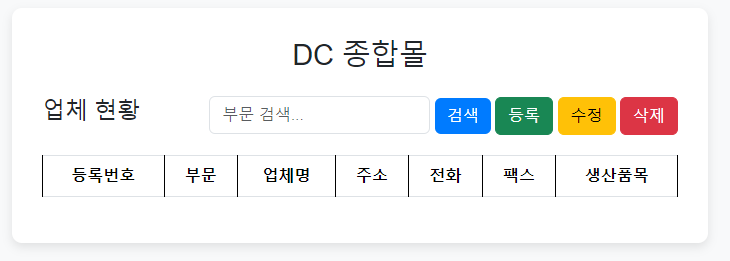 DC 종합몰
업체 현황 부문 검색... 검색 등록 수정 삭제
등록번호 부문 업체명 주소 전화 팩스 생산품목